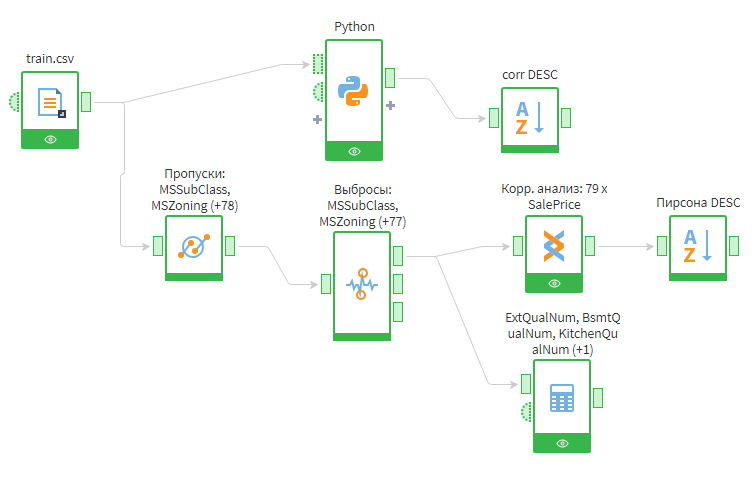 Python
train.csv
corr DESC
A
Z
Пропуски:
MSSubClass,
MSZoning (+78)
Выбросы:
MSSubClass,
MSZoning (+77)
Корр. анализ: 79 x
SalePrice
Пирсона DESC
A
Z
ExtQualNum, BsmtQ
ualNum, KitchenQu
alNum (+1)